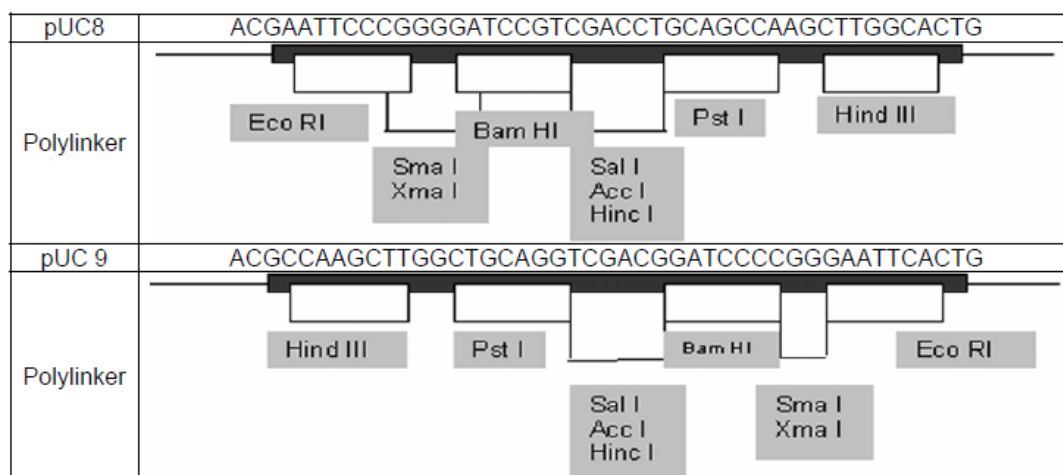 pUC8 ACGAATTCCCGGGGATCCGTCGACCTGCAGCCAAGCTTGGCACTG
Polylinker
Eco RI
Bam HI
Pst I
Hind III
Sma I
Xma I
Sal I
Acc I
Hinc I
pUC 9 ACGCCAAGCTTGGCTGCAGGTCGACGGATCCCCGGGAATTCACTG
Polylinker
Hind III
Pst I
Bam HI
Eco RI
Sal I
Acc I
Hinc I
Sma I
Xma I